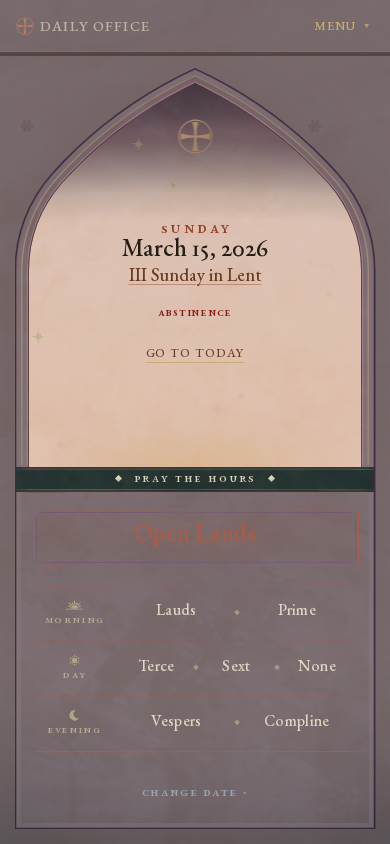 DAILY OFFICE
MENU
SUNDAY
March 15, 2026
III Sunday in Lent
ABSTINENCE
GO TO TODAY
PRAY THE HOURS
Open Lauds
MORNING
Lauds
Prime
DAY
Terce
Sext
None
EVENING
Vespers
Compline
CHANGE DATE